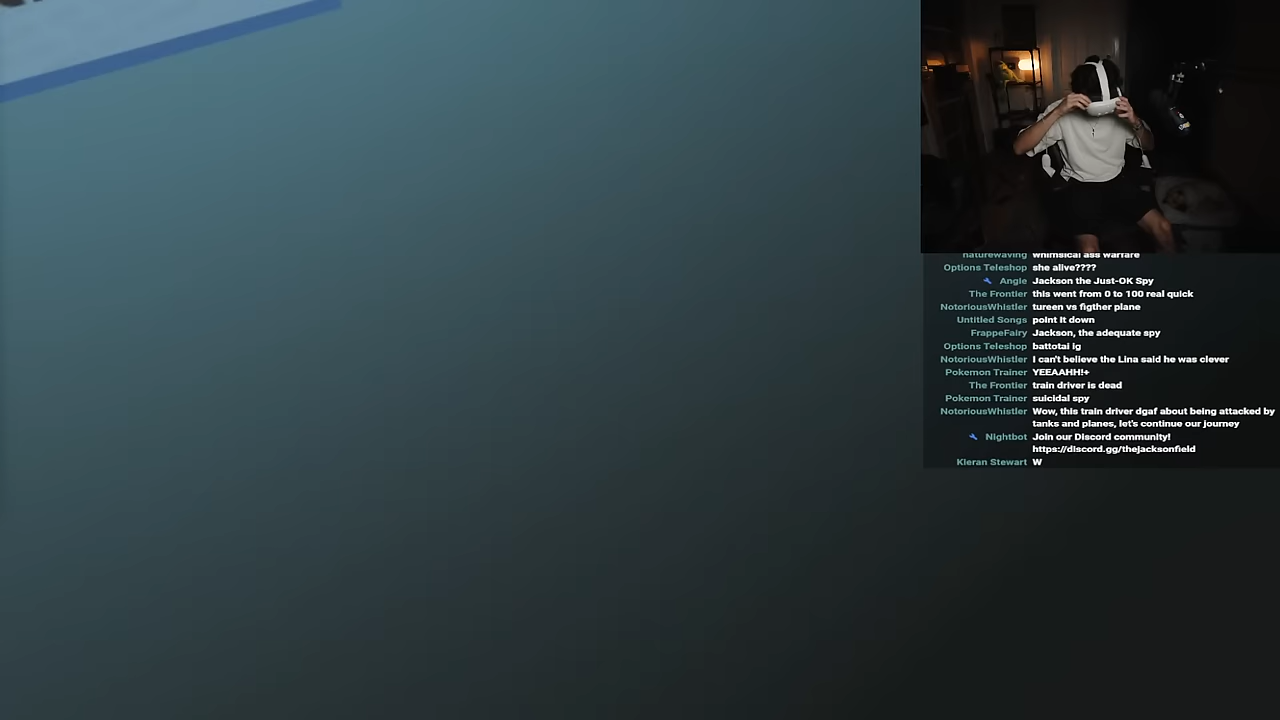 naturewaving whimsical ass warfare
Options Teleshop she alive????
Angle Jackson the Just-OK Spy
The Frontier this went from 0 to 100 real quick
NotoriousWhistler tureen vs figther plane
Untitled Songs point it down
FrappeFairy Jackson, the adequate spy
Options Teleshop battotai ig
NotoriousWhistler I can't believe the Lina said he was clever
Pokemon Trainer YEEAAHH!+
The Frontier train driver is dead
Pokemon Trainer suicidal spy
NotoriousWhistler Wow, this train driver dgaf about being attacked by
tanks and planes, let's continue our journey
Nightbot Join our Discord community!
https://discord.gg/thejacksonfield
Kieran Stewart W